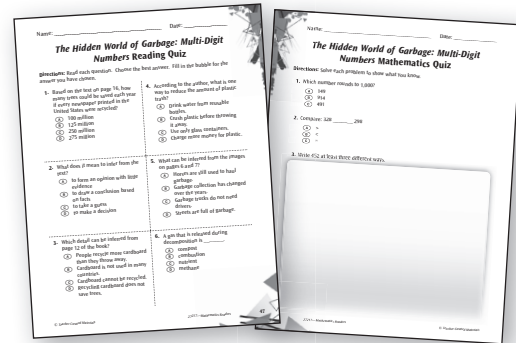 Name: Date:
The Hidden World of Garbage: Multi-Digit
Numbers Reading Quiz
Directions: Read each question. Choose the best answer. Fill in the bubble for the
answer you have chosen.
1. Based on the text on page 16, how
many trees could be saved each year
if every newspaper printed in the
United States were recycled?
A 100 million
B 125 million
C 250 million
D 275 million
2. What does it mean to infer from the
text?
A to form an opinion with large
evidence
B to draw a conclusion based
on facts
C to take a guess
D to make a decision
3. Which detail can be inferred from
page 12 of the book?
A People recycle more cardboard
than they throw away.
B Cardboard is not used in many
countries.
C Cardboard cannot be recycled.
D Recycled cardboard does not
save trees.
4. According to the author, what is one
way to reduce the amount of plastic
trash?
A Drink water from reusable
bottles.
B Crush plastic before throwing
it away.
C Use only glass containers.
D Charge more money for plastic.
5. What can be inferred from the images
on pages 6 and 7?
A Horses are still used to haul
garbage.
B Garbage collection has changed
over the years.
C Garbage trucks do not need
drivers.
D Streets are full of garbage.
6. A gas that is released during
decomposition is
A compost
B combustion
C nutrient
D methane
47
Name: Date:
The Hidden World of Garbage: Multi-Digit
Numbers Mathematics Quiz
Directions: Solve each problem to show what you know.
1. Which number rounds to 1,000?
A 149
B 914
C 491
2. Compare: 328 290
A >
B <
C =
3. Write 452 at least three different ways.